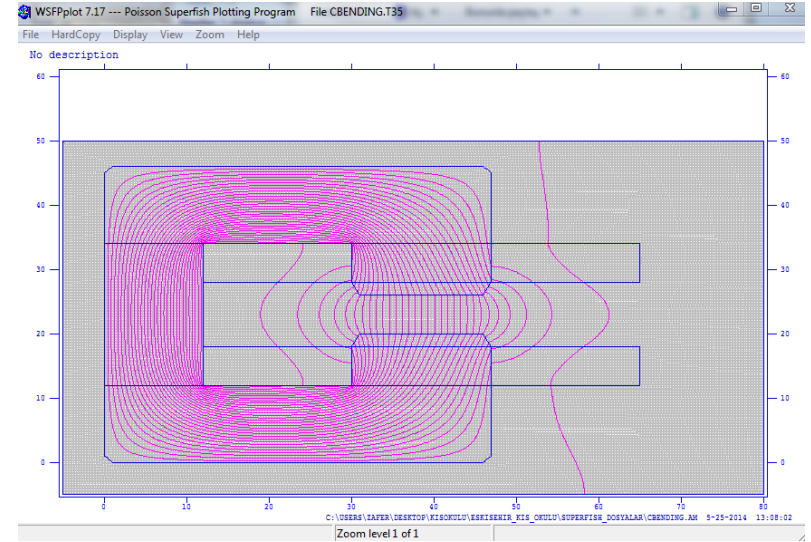 WSFPplot 7.17 --- Poisson Superfish Plotting Program File CBENDING.T35
File HardCopy Display View Zoom Help
No description
60 60
50 50
40 40
30 30
20 20
10 10
0 0
0 10 20 30 40 50 60 70 80
C:\USERS\ZAFER\DESKTOP\KISOKULU\ESKISEHIR_KIS_OKULU\SUPERFISH_DOSYALAR\CBENDING.AM 5-25-2014 13:08:02
Zoom level 1 of 1